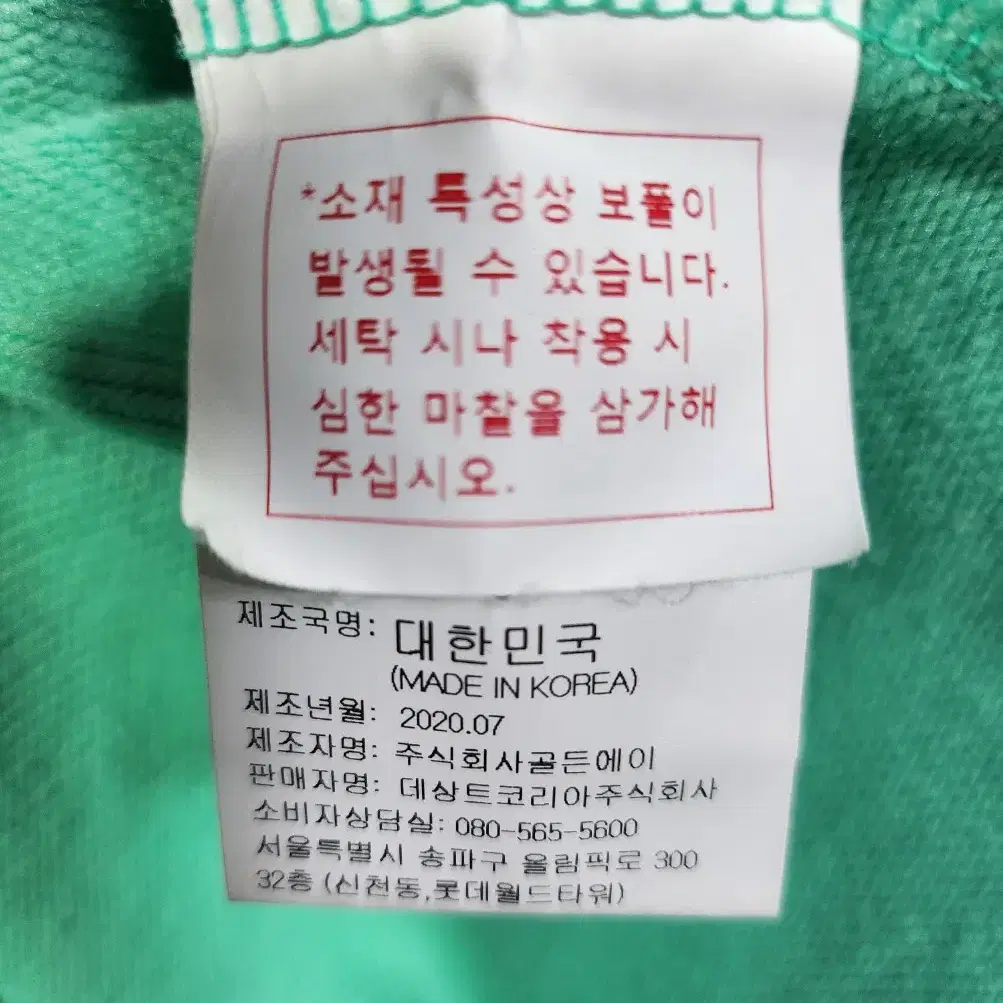 *소재 특성상 보풀이
발생될 수 있습니다.
세탁 시나 착용 시
심한 마찰을 삼가해
주십시오.
제조국명: 대한민국
(MADE IN KOREA)
제조년월: 2020.07
제조자명: 주식회사골든에이
판매자명: 데상트코리아주식회사
소비자상담실: 080-565-5600
서울특별시 송파구 올림픽로 300
32층 (신천동,롯데월드타워)